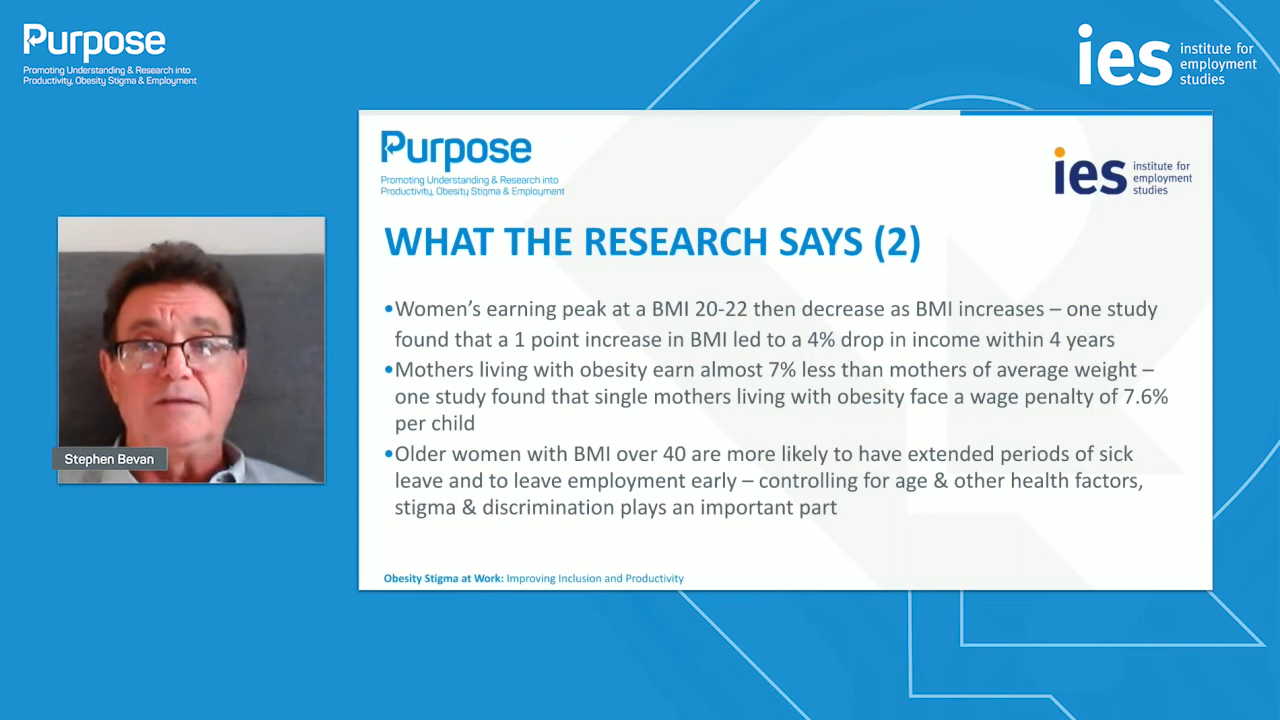 Purpose
Promoting Understanding & Research into
Productivity, Obesity Stigma & Employment
ies institute for
employment
studies
Purpose
Promoting Understanding & Research into
Productivity, Obesity Stigma & Employment
ies institute for
employment
studies
WHAT THE RESEARCH SAYS (2)
•Women’s earning peak at a BMI 20-22 then decrease as BMI increases – one study
found that a 1 point increase in BMI led to a 4% drop in income within 4 years
•Mothers living with obesity earn almost 7% less than mothers of average weight –
one study found that single mothers living with obesity face a wage penalty of 7.6%
per child
•Older women with BMI over 40 are more likely to have extended periods of sick
leave and to leave employment early – controlling for age & other health factors,
stigma & discrimination plays an important part
Obesity Stigma at Work: Improving Inclusion and Productivity
Stephen Bevan